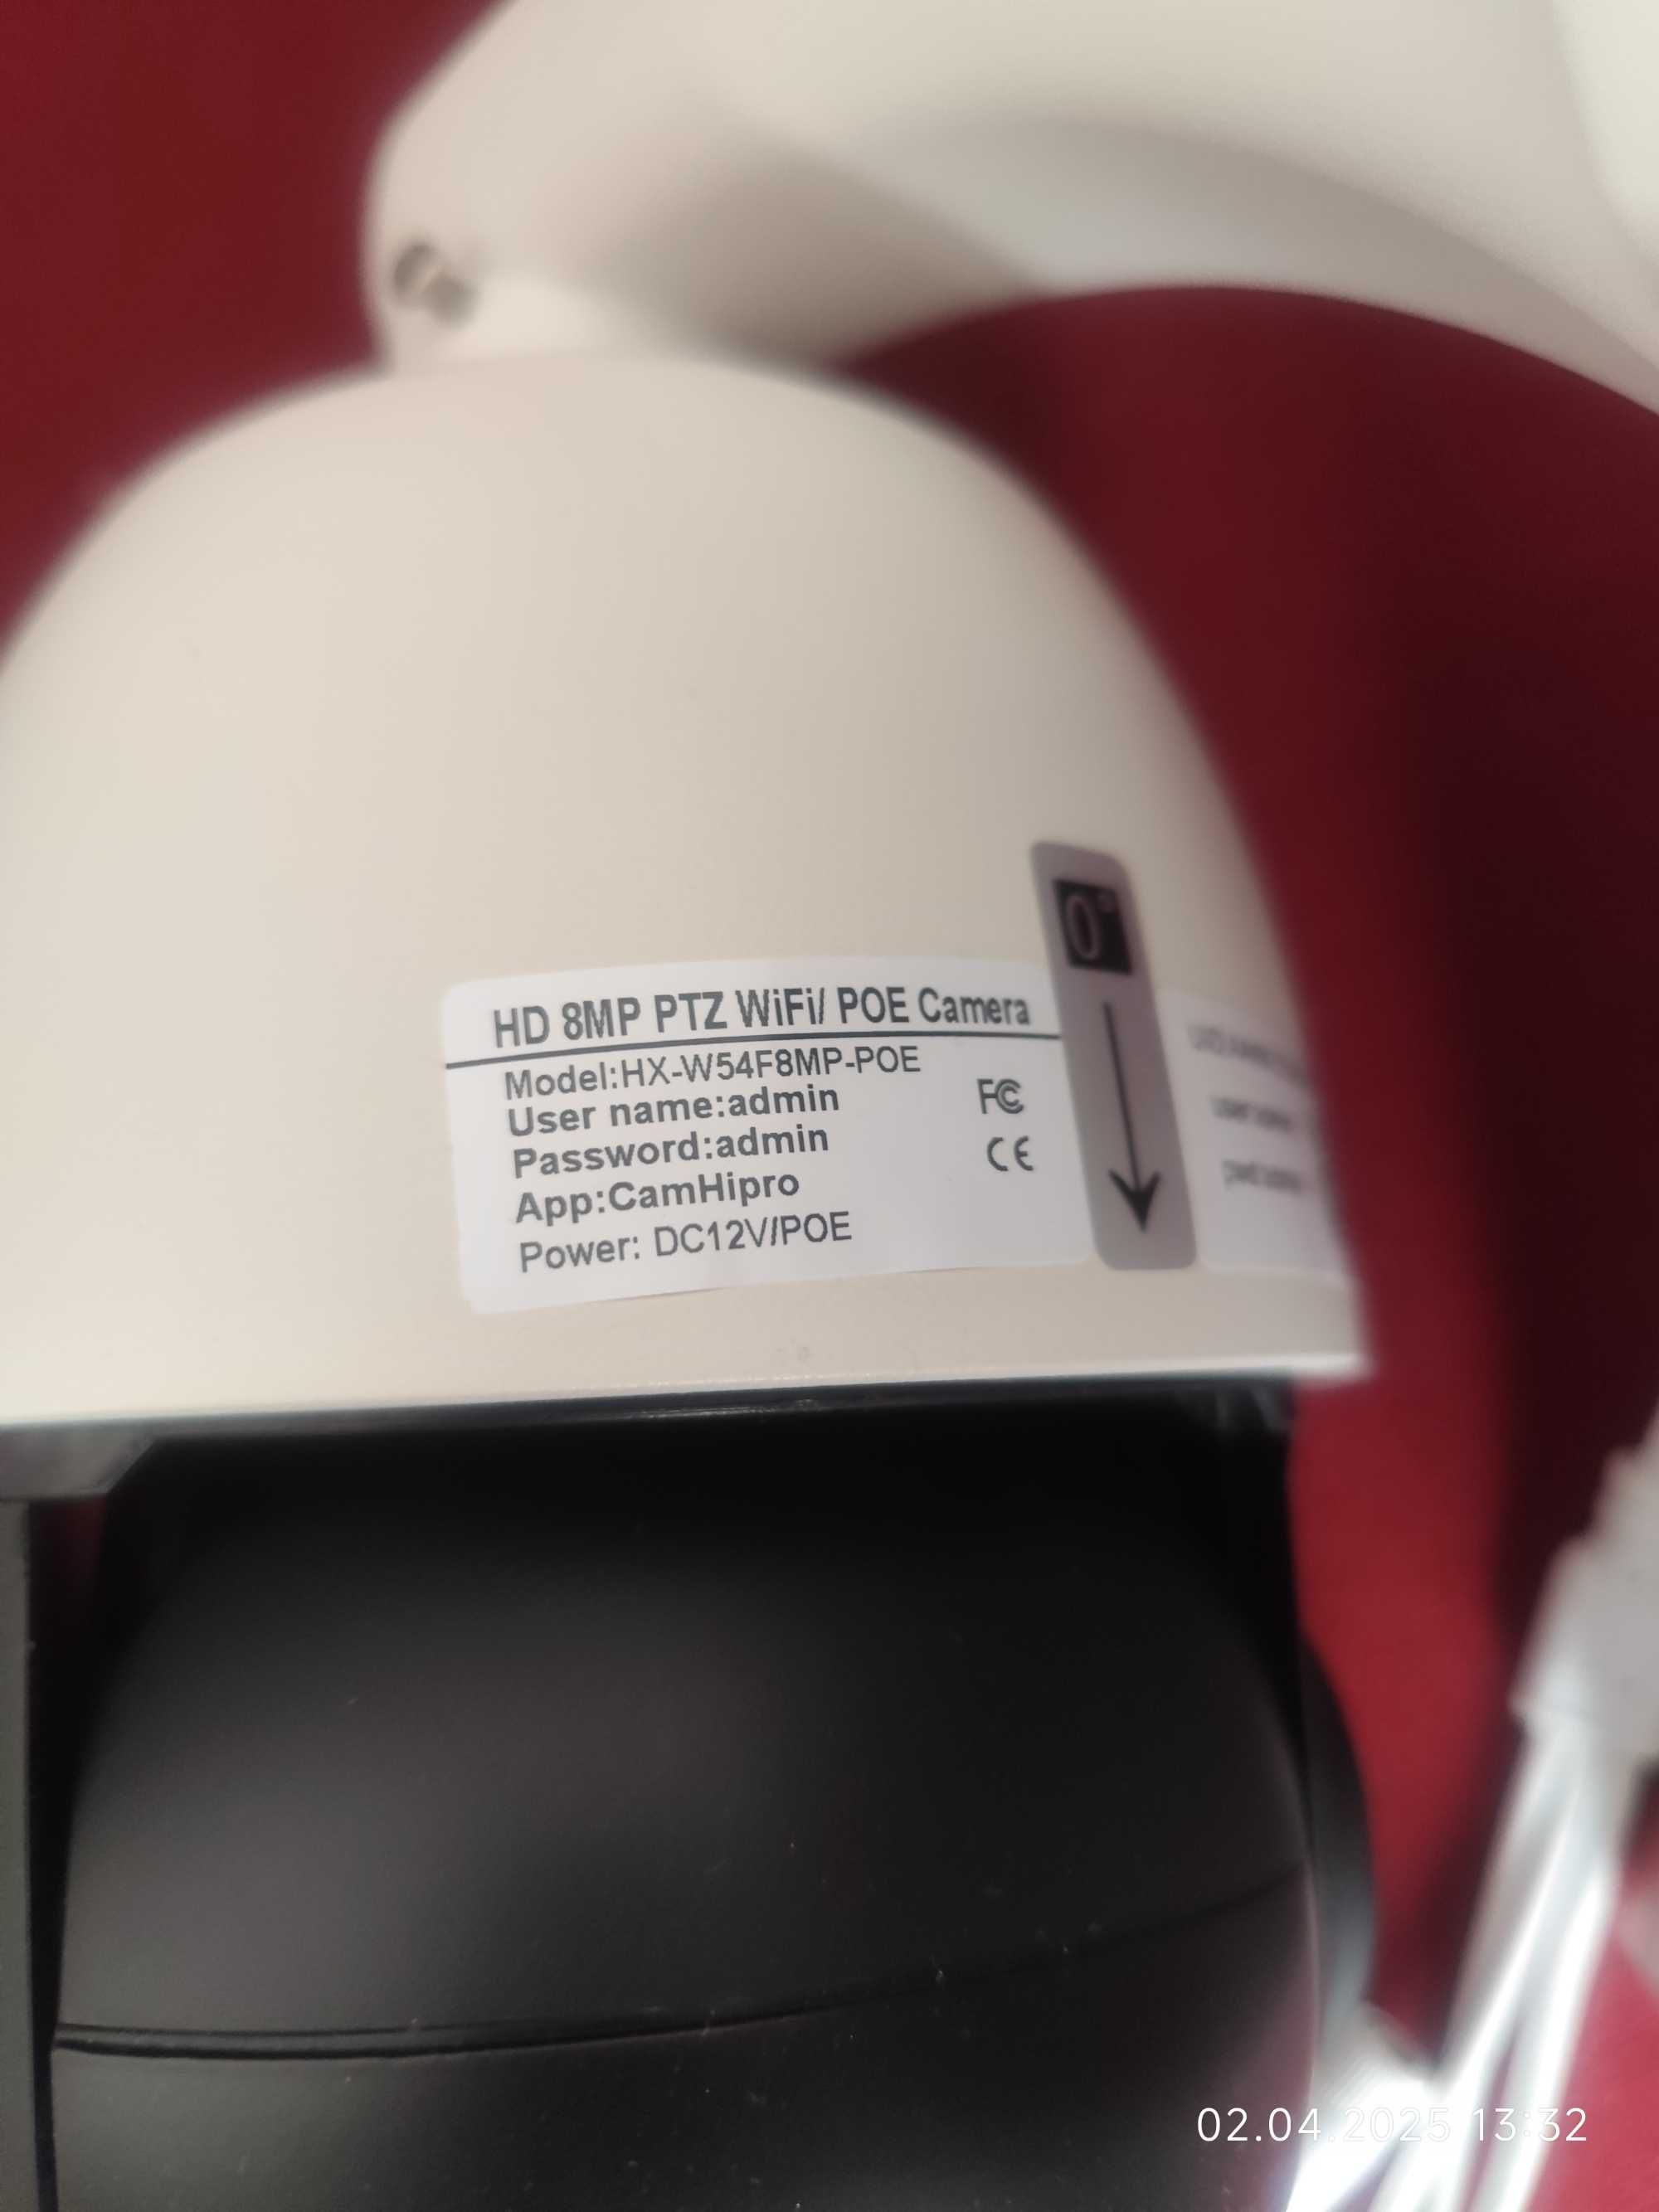 0°
HD 8MP PTZ WiFi/ POE Camera
Model:HX-W54F8MP-POE
User name:admin
Password:admin
App:CamHipro
Power: DC12V/POE
FC
CE
02.04.2025 13:32